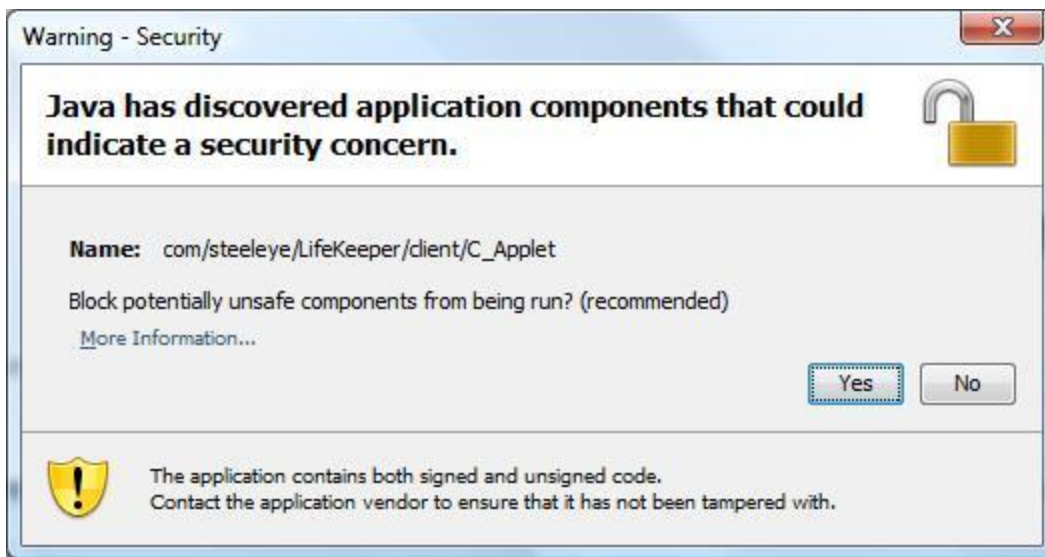 Warning - Security
Java has discovered application components that could
indicate a security concern.
Name: com/steeleye/LifeKeeper/client/C_Applet
Block potentially unsafe components from being run? (recommended)
More Information...
Yes No
The application contains both signed and unsigned code.
Contact the application vendor to ensure that it has not been tampered with.